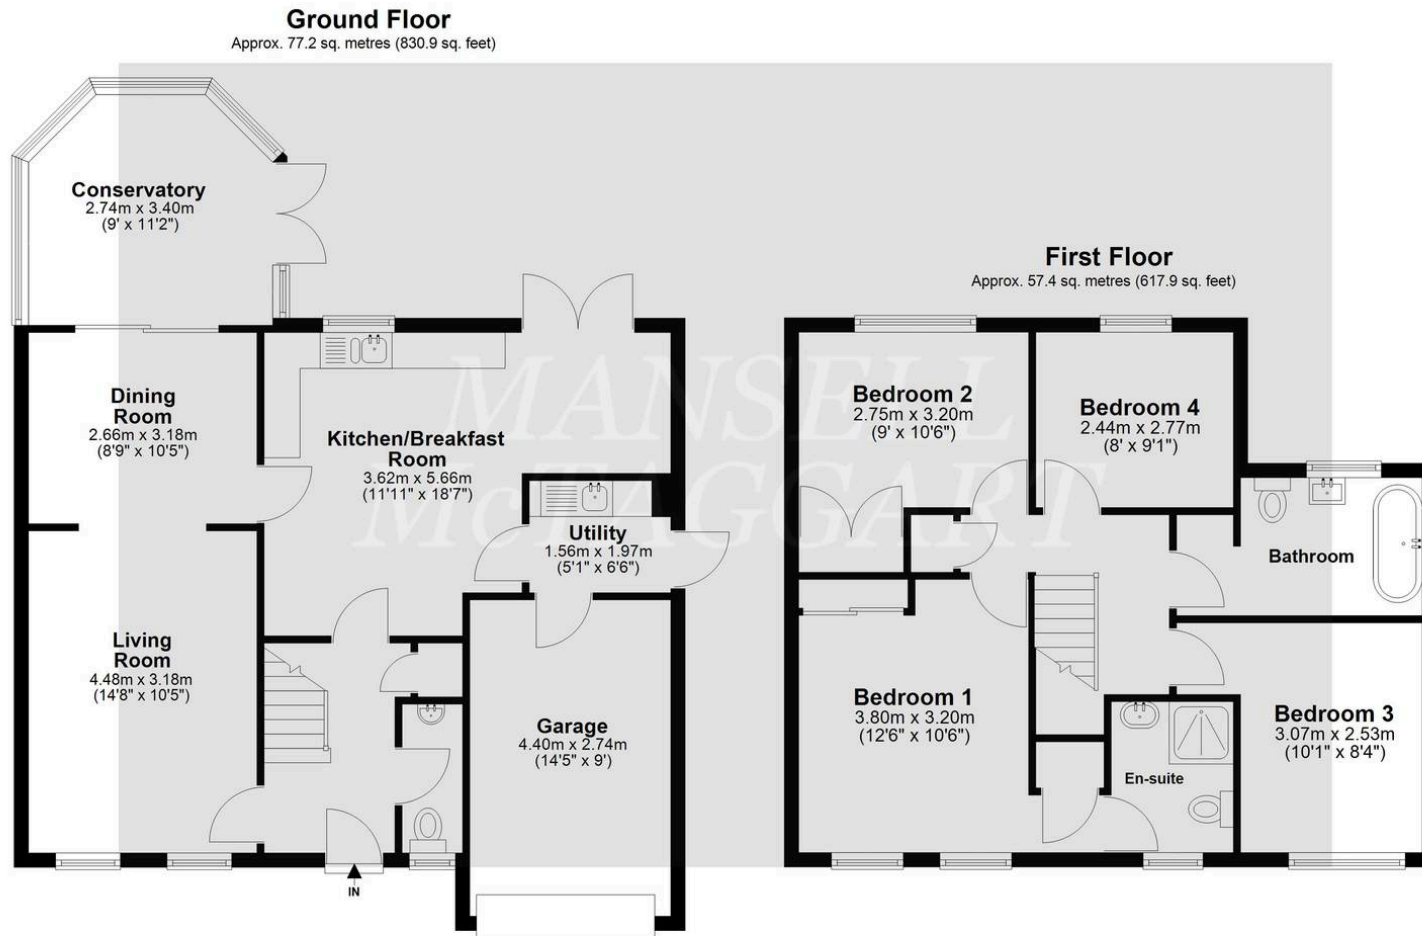 Ground Floor
Approx. 77.2 sq. metres (830.9 sq. feet)
Conservatory
2.74m x 3.40m
(9' x 11'2")
Dining
Room
2.66m x 3.18m
(8'9" x 10'5")
Kitchen/Breakfast
Room
3.62m x 5.66m
(11'11" x 18'7")
Utility
1.56m x 1.97m
(5'1" x 6'6")
Living
Room
4.48m x 3.18m
(14'8" x 10'5")
Garage
4.40m x 2.74m
(14'5" x 9')
IN
First Floor
Approx. 57.4 sq. metres (617.9 sq. feet)
Bedroom 2
2.75m x 3.20m
(9' x 10'6")
Bedroom 4
2.44m x 2.77m
(8' x 9'1")
Bathroom
Bedroom 1
3.80m x 3.20m
(12'6" x 10'6")
En-suite
Bedroom 3
3.07m x 2.53m
(10'1" x 8'4")
MANSELL
McTAGGART